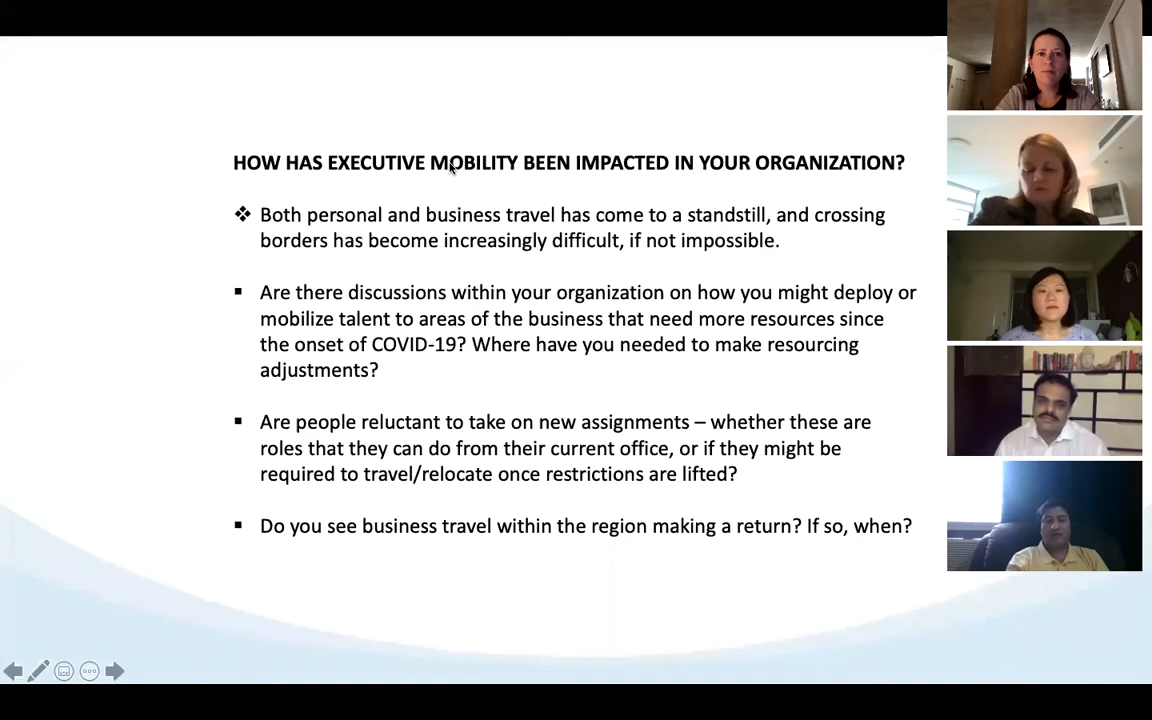 HOW HAS EXECUTIVE MOBILITY BEEN IMPACTED IN YOUR ORGANIZATION?
❖ Both personal and business travel has come to a standstill, and crossing
borders has become increasingly difficult, if not impossible.
▪ Are there discussions within your organization on how you might deploy or
mobilize talent to areas of the business that need more resources since
the onset of COVID-19? Where have you needed to make resourcing
adjustments?
▪ Are people reluctant to take on new assignments – whether these are
roles that they can do from their current office, or if they might be
required to travel/relocate once restrictions are lifted?
▪ Do you see business travel within the region making a return? If so, when?